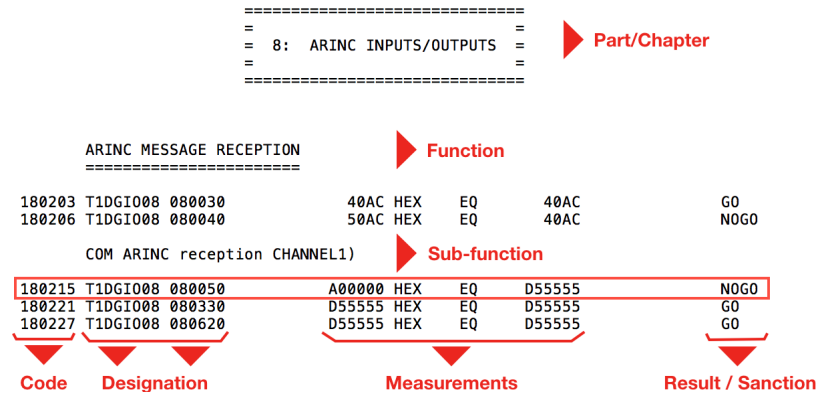 ==============================
= =
= 8: ARINC INPUTS/OUTPUTS =
= =
==============================
Part/Chapter
ARINC MESSAGE RECEPTION
=======================
Function
180203 T1DGIO08 080030 40AC HEX EQ 40AC GO
180206 T1DGIO08 080040 50AC HEX EQ 40AC NOGO
COM ARINC reception CHANNEL1)
Sub-function
180215 T1DGIO08 080050 A00000 HEX EQ D55555 NOGO
180221 T1DGIO08 080330 D55555 HEX EQ D55555 GO
180227 T1DGIO08 080620 D55555 HEX EQ D55555 GO
Code Designation Measurements Result / Sanction